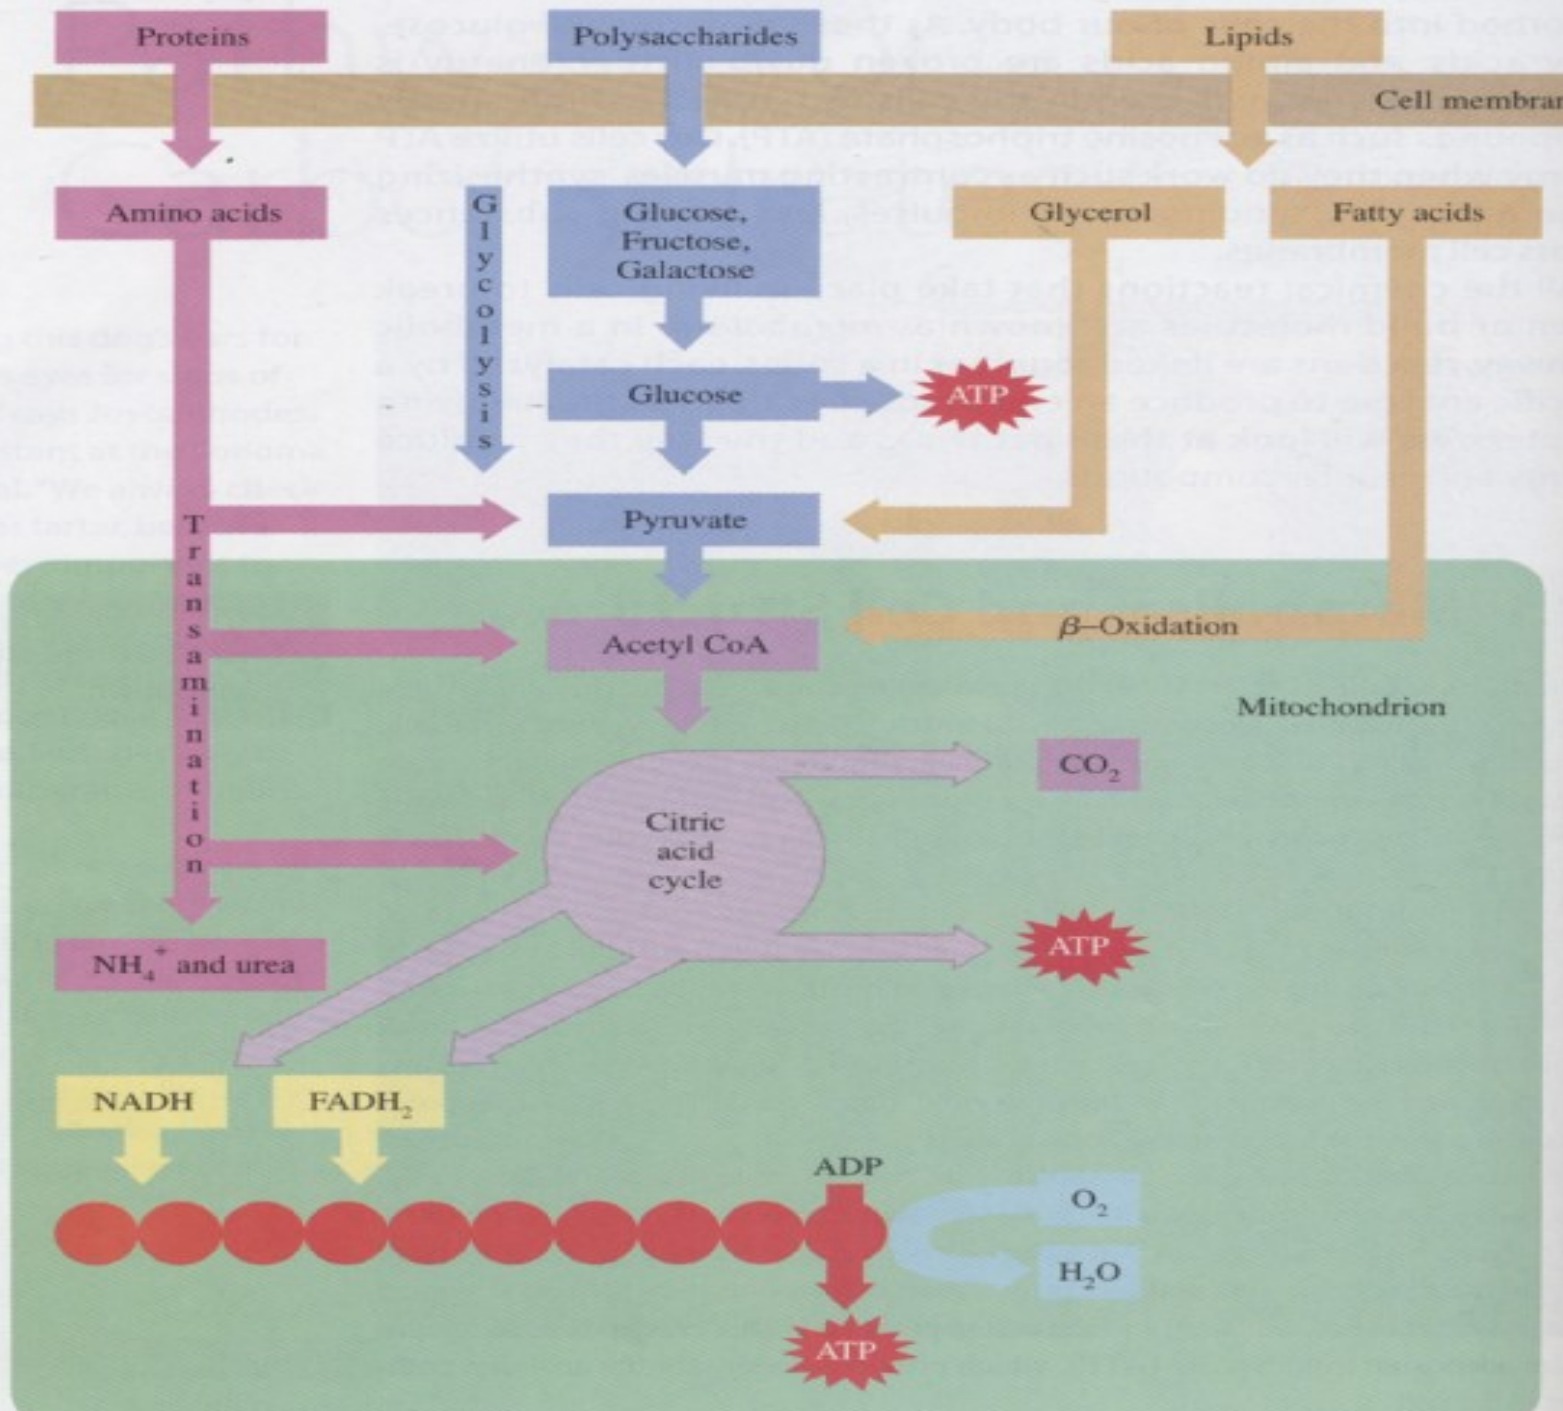 Proteins
Polysaccharides
Lipids
Cell membran
Amino acids
Glycolysis
Glucose,
Fructose,
Galactose
Glycerol
Fatty acids
Glucose
ATP
Transamination
Pyruvate
Acetyl CoA
β–Oxidation
Mitochondrion
CO₂
Citric
acid
cycle
ATP
NH₄⁺ and urea
NADH
FADH₂
ADP
O₂
H₂O
ATP